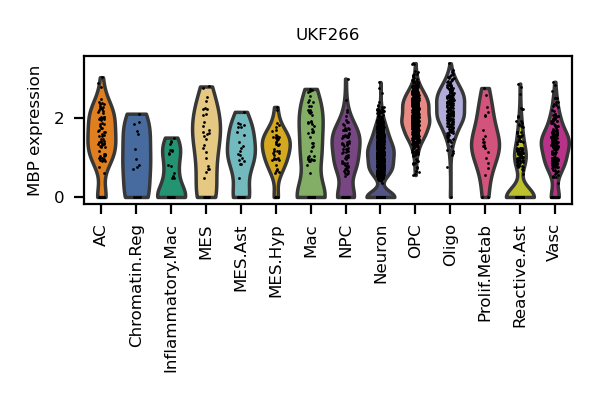 UKF266
MBP expression
2
0
AC
Chromatin.Reg
Inflammatory.Mac
MES
MES.Ast
MES.Hyp
Mac
NPC
Neuron
OPC
Oligo
Prolif.Metab
Reactive.Ast
Vasc